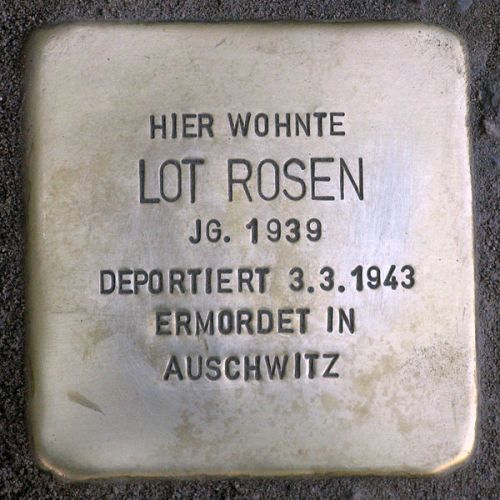 HIER WOHNTE
LOT ROSEN
JG. 1939
DEPORTIERT 3.3.1943
ERMORDET IN
AUSCHWITZ